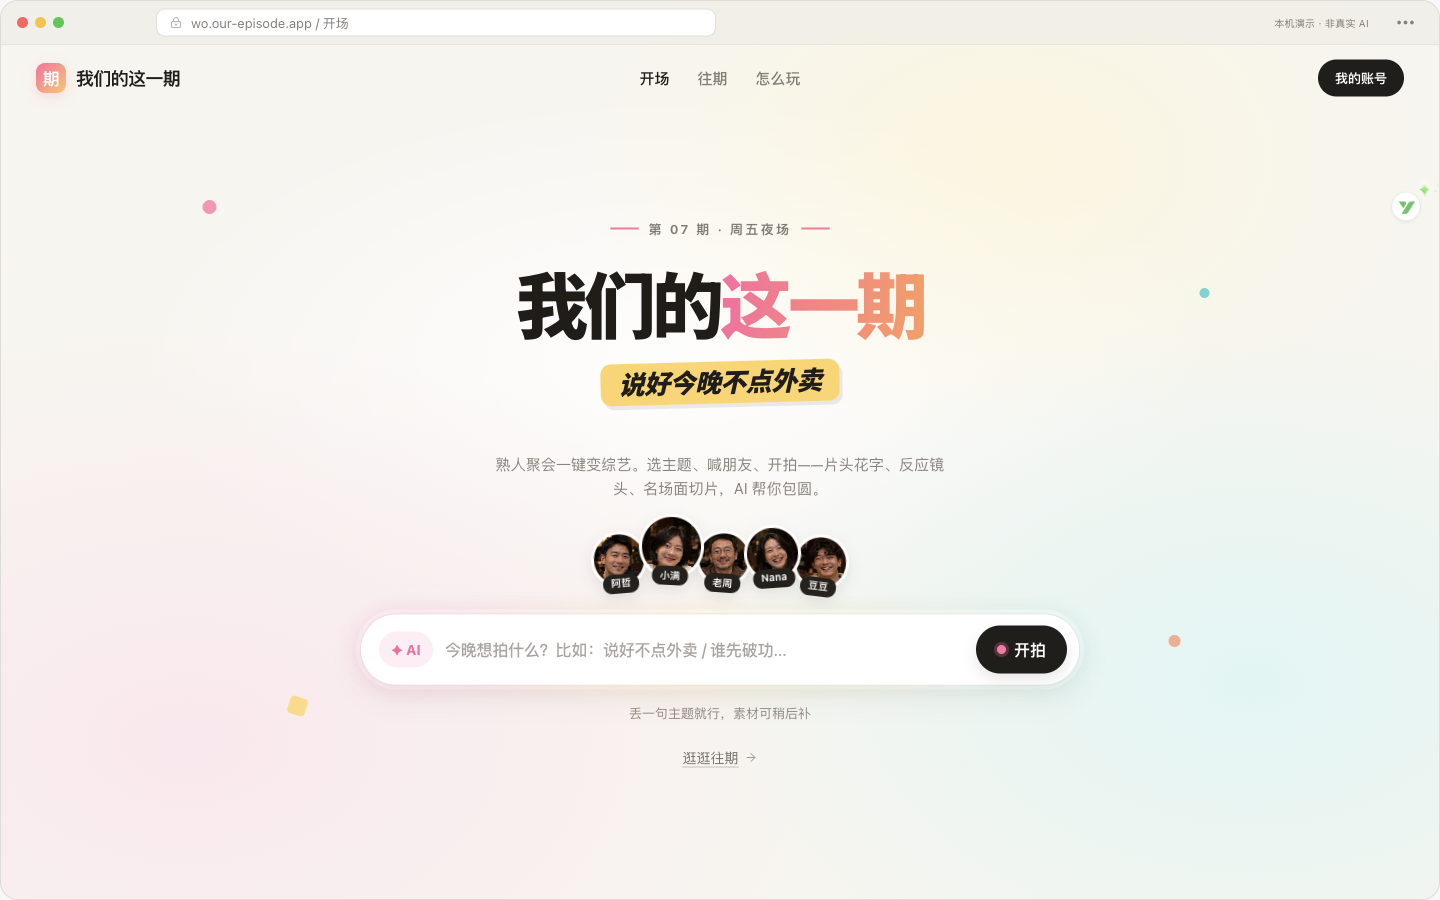 wo.our-episode.app / 开场
本机演示 · 非真实 AI
期 我们的这一期
开场 往期 怎么玩
我的账号
第 07 期 · 周五夜场
我们的这一期
说好今晚不点外卖
熟人聚会一键变综艺。选主题、喊朋友、开拍——片头花字、反应镜
头、名场面切片，AI 帮你包圆。
阿哲 小满 老周 Nana 豆豆
AI 今晚想拍什么？比如：说好不点外卖 / 谁先破功... 开拍
丢一句主题就行，素材可稍后补
逛逛往期 →